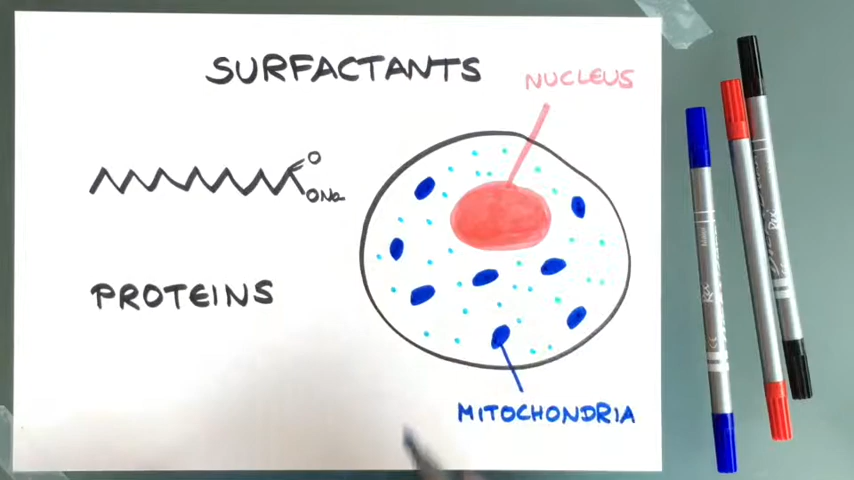 SURFACTANTS
NUCLEUS
O
ONa
PROTEINS
MITOCHONDRIA